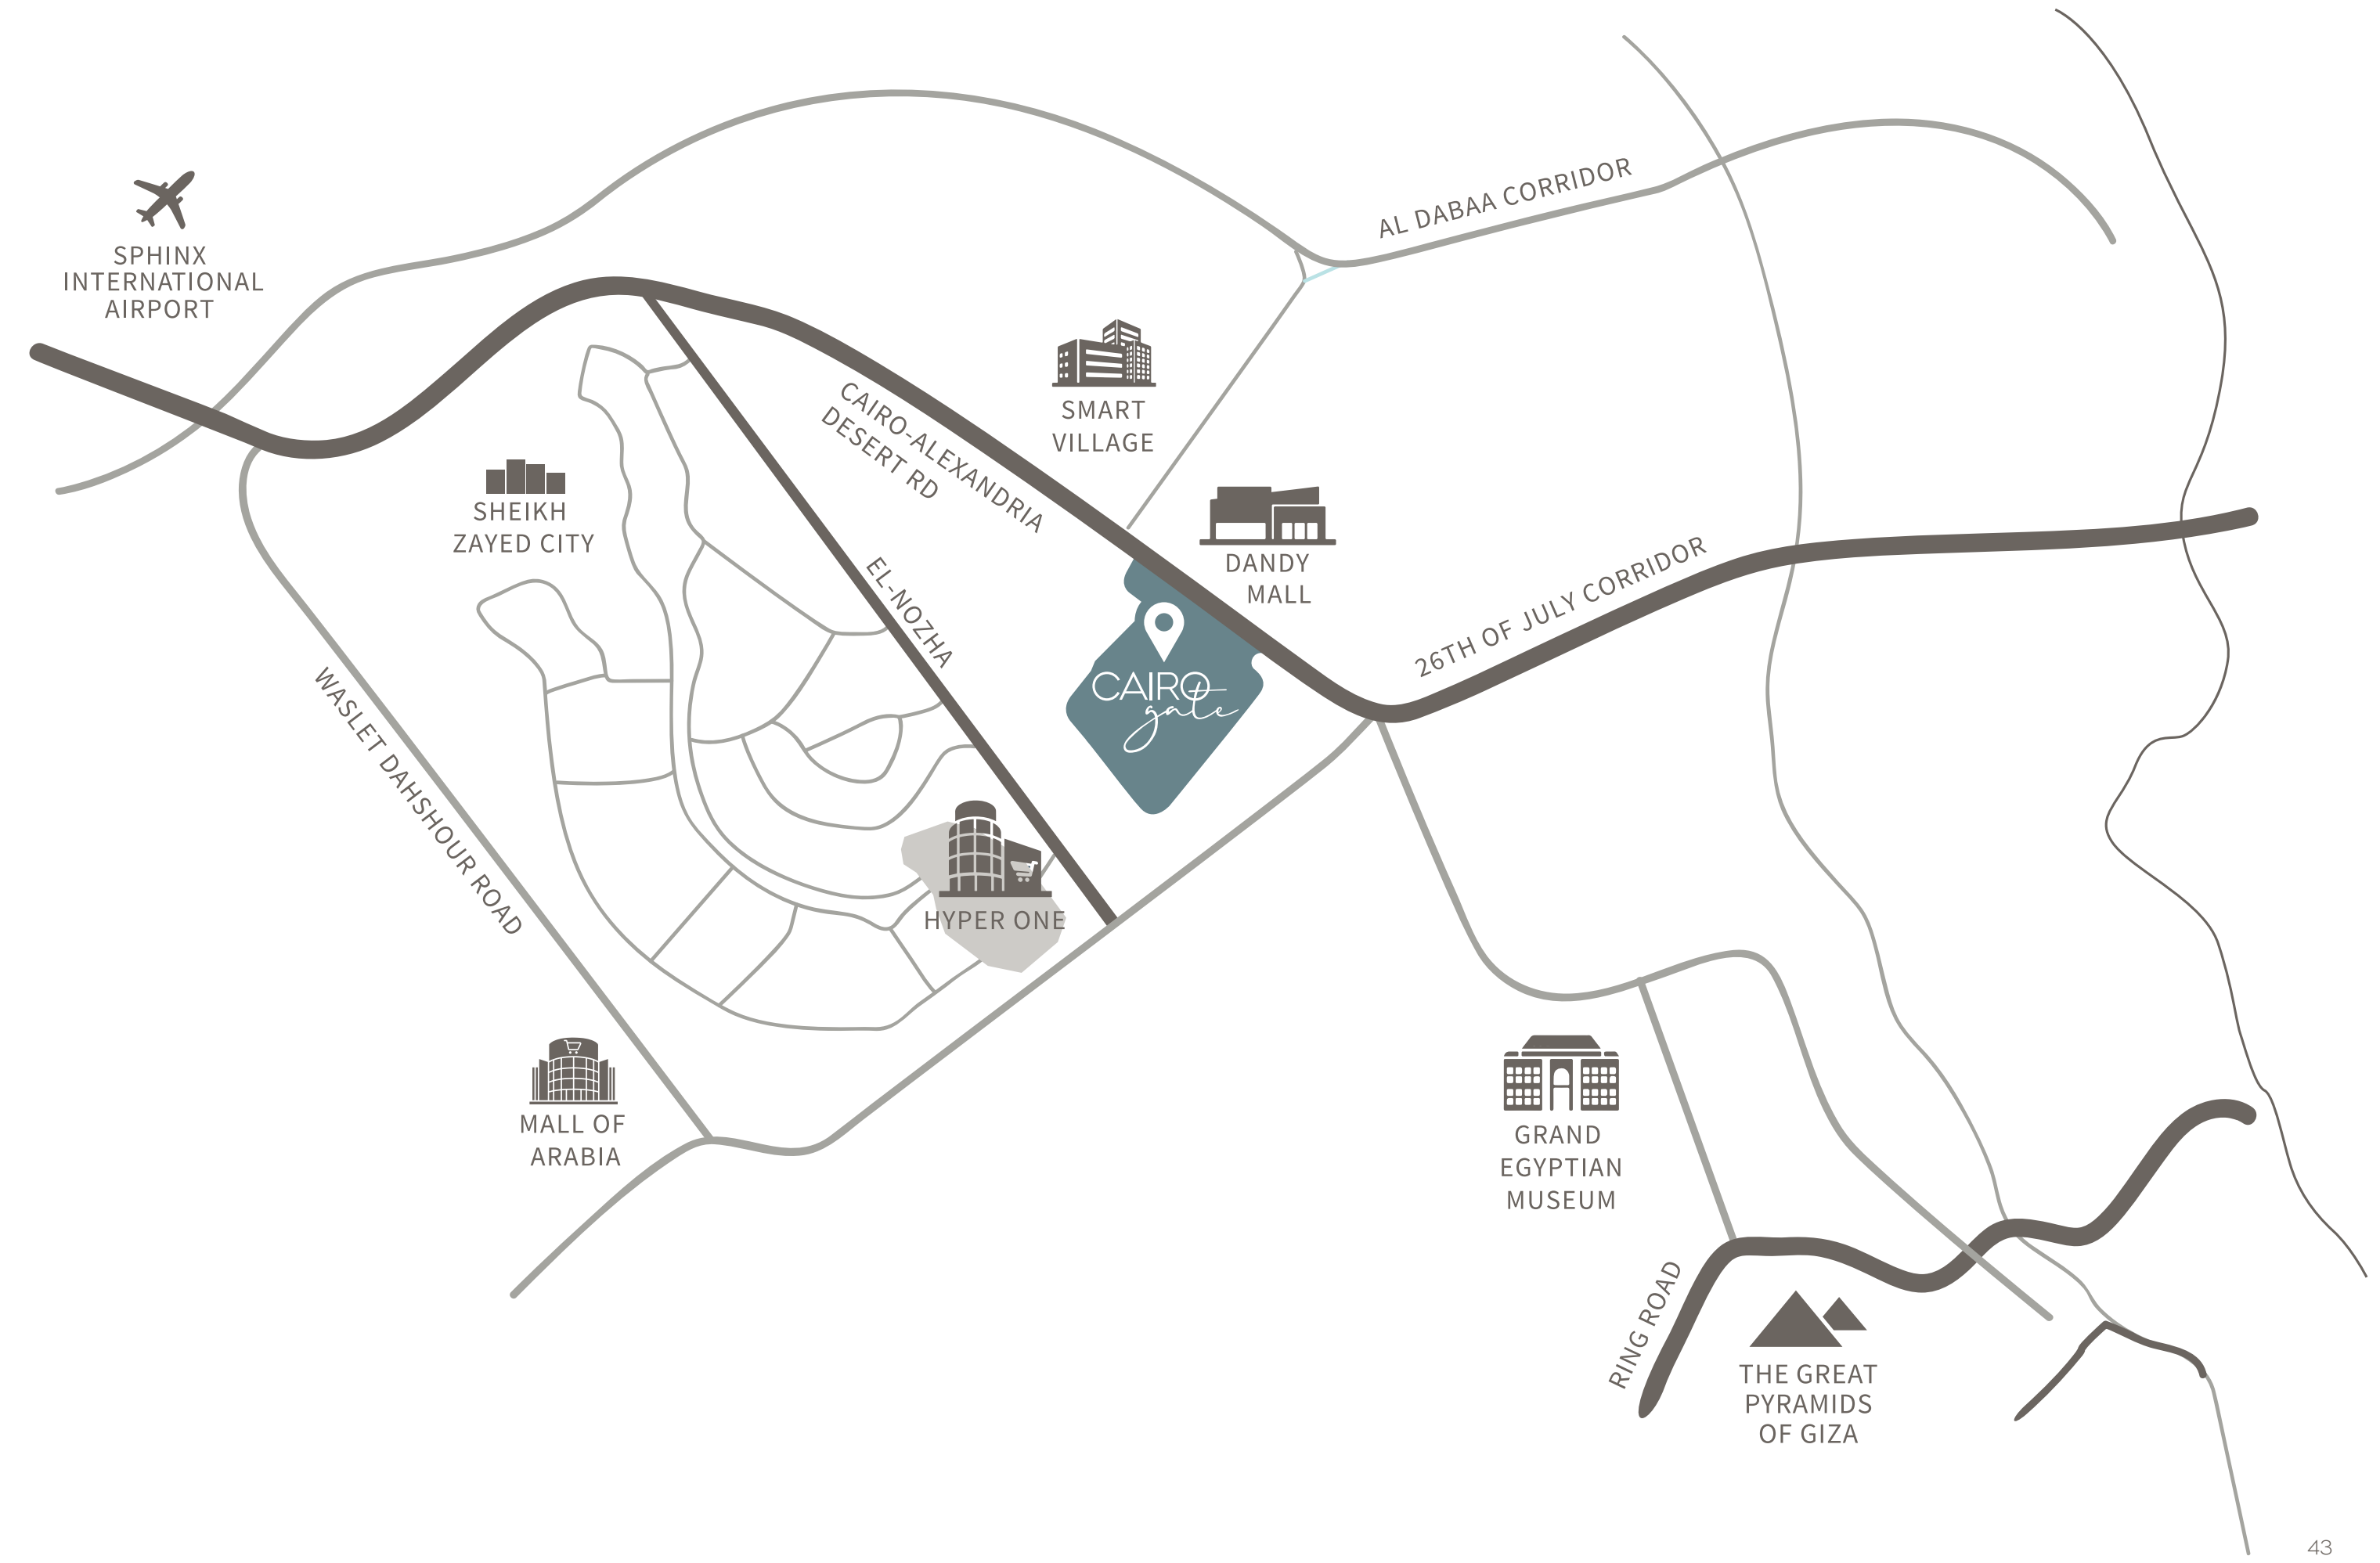 AL DABAA CORRIDOR
SPHINX
INTERNATIONAL
AIRPORT
CAIRO-ALEXANDRIA
DESERT RD
SMART
VILLAGE
SHEIKH
ZAYED CITY
DANDY
MALL
EL-NOZHA
26TH OF JULY CORRIDOR
CAIRO
gate
WASLET DAHSHOUR ROAD
HYPER ONE
MALL OF
ARABIA
GRAND
EGYPTIAN
MUSEUM
RING ROAD
THE GREAT
PYRAMIDS
OF GIZA
43